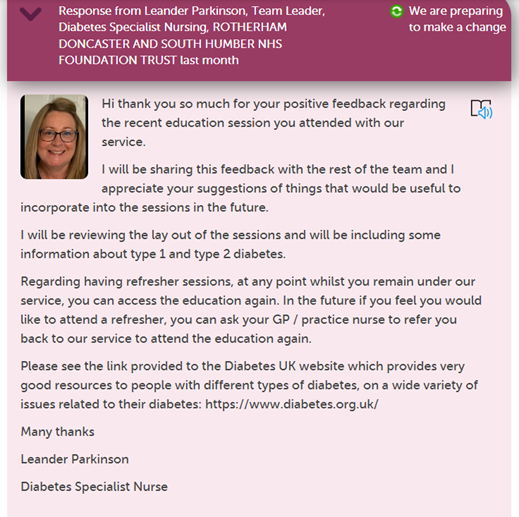 Response from Leander Parkinson, Team Leader,
Diabetes Specialist Nursing, ROTHERHAM
DONCASTER AND SOUTH HUMBER NHS
FOUNDATION TRUST last month
We are preparing
to make a change
Hi thank you so much for your positive feedback regarding
the recent education session you attended with our
service.
I will be sharing this feedback with the rest of the team and I
appreciate your suggestions of things that would be useful to
incorporate into the sessions in the future.
I will be reviewing the lay out of the sessions and will be including some
information about type 1 and type 2 diabetes.
Regarding having refresher sessions, at any point whilst you remain under our
service, you can access the education again. In the future if you feel you would
like to attend a refresher, you can ask your GP / practice nurse to refer you
back to our service to attend the education again.
Please see the link provided to the Diabetes UK website which provides very
good resources to people with different types of diabetes, on a wide variety of
issues related to their diabetes: https://www.diabetes.org.uk/
Many thanks
Leander Parkinson
Diabetes Specialist Nurse